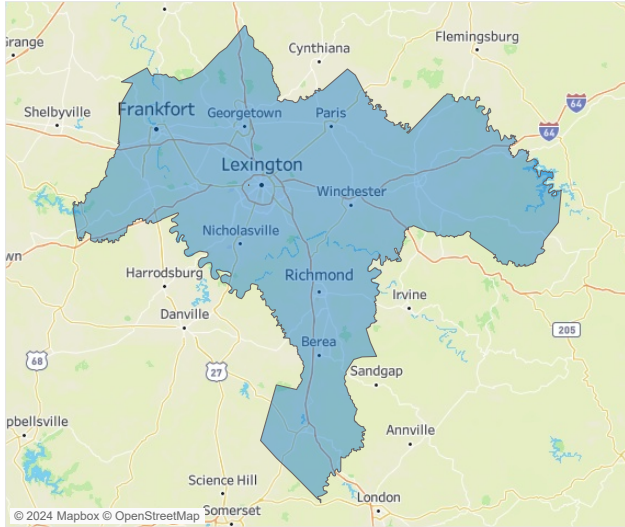 Grange
Cynthiana
Flemingsburg
Shelbyville
Frankfort
Georgetown
Paris
64
64
Lexington
Winchester
Nicholasville
wn
Harrodsburg
Richmond
Irvine
Danville
205
68
27
Berea
Sandgap
pbellsville
Annville
Science Hill
London
Somerset
© 2024 Mapbox © OpenStreetMap